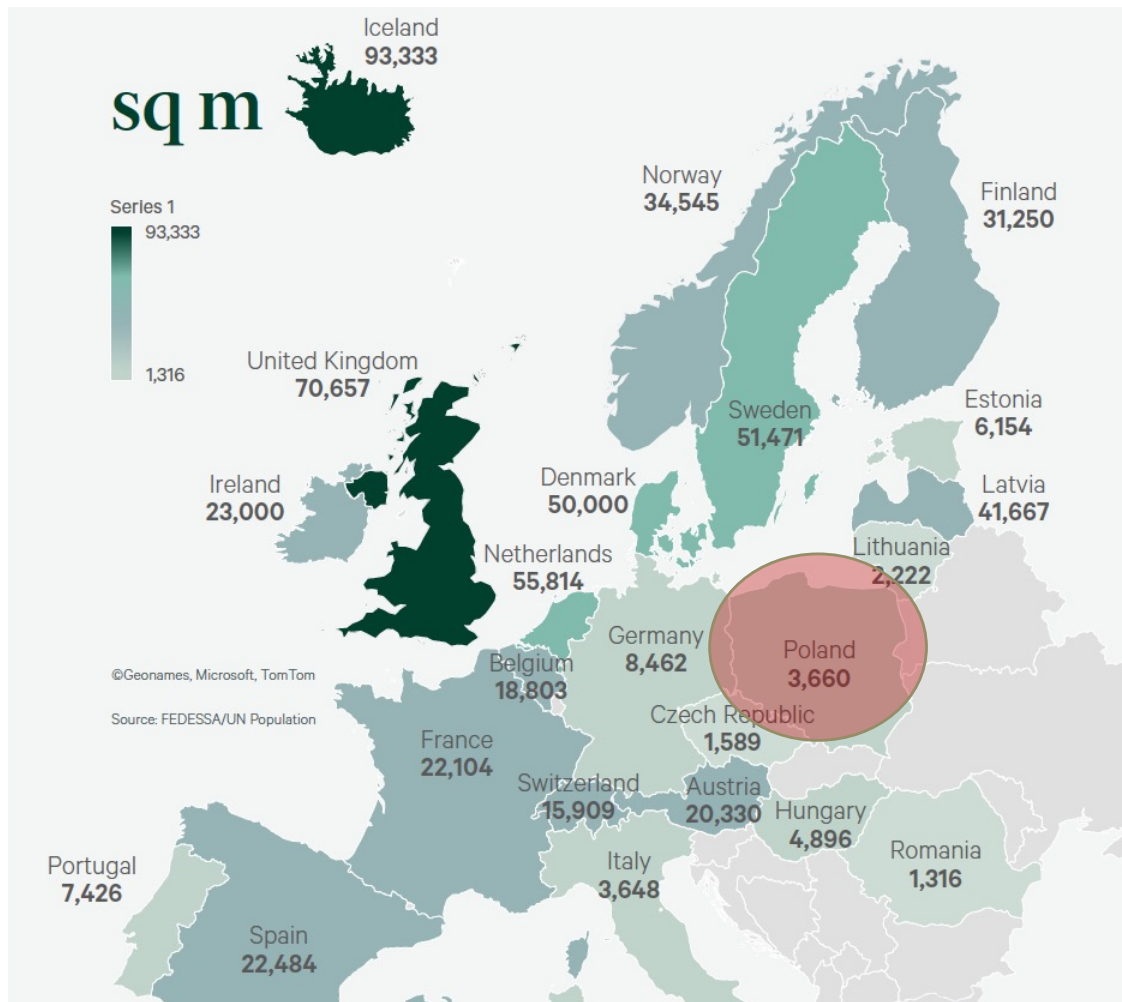 Iceland
93,333
sq m
Series 1
93,333
1,316
Norway
34,545
Finland
31,250
United Kingdom
70,657
Sweden
51,471
Estonia
6,154
Ireland
23,000
Denmark
50,000
Latvia
41,667
Netherlands
55,814
Lithuania
2,222
Germany
8,462
Poland
3,660
Belgium
18,803
©Geonames, Microsoft, TomTom
Source: FEDESSA/UN Population
Czech Republic
1,589
France
22,104
Switzerland
15,909
Austria
20,330
Hungary
4,896
Romania
1,316
Italy
3,648
Portugal
7,426
Spain
22,484